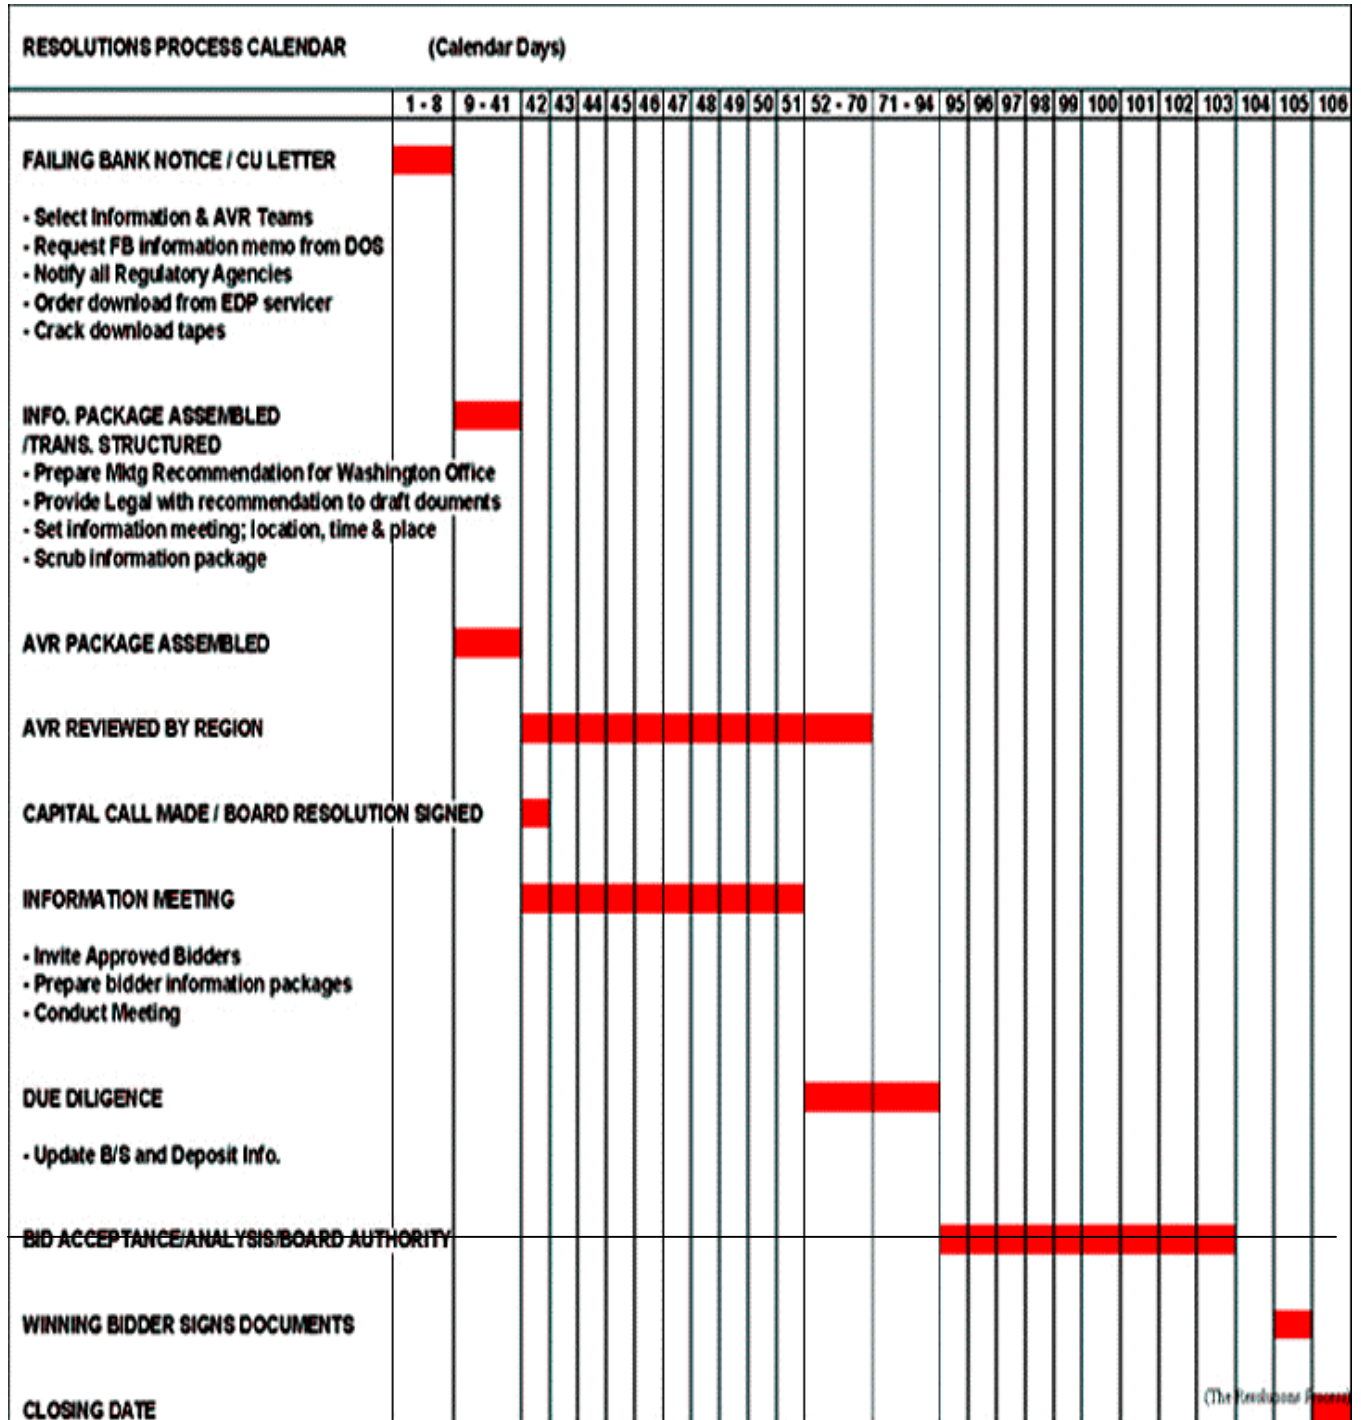 RESOLUTIONS PROCESS CALENDAR (Calendar Days)
1 - 8 9 - 41 42 43 44 45 46 47 48 49 50 51 52 - 70 71 - 94 95 96 97 98 99 100 101 102 103 104 105 106
FAILING BANK NOTICE / CU LETTER
- Select Information & AVR Teams
- Request FB information memo from DOS
- Notify all Regulatory Agencies
- Order download from EDP servicer
- Crack download tapes
INFO. PACKAGE ASSEMBLED
/TRANS. STRUCTURED
- Prepare Mktg Recommendation for Washington Office
- Provide Legal with recommendation to draft douments
- Set information meeting; location, time & place
- Scrub information package
AVR PACKAGE ASSEMBLED
AVR REVIEWED BY REGION
CAPITAL CALL MADE / BOARD RESOLUTION SIGNED
INFORMATION MEETING
- Invite Approved Bidders
- Prepare bidder information packages
- Conduct Meeting
DUE DILIGENCE
- Update B/S and Deposit Info.
BID ACCEPTANCE/ANALYSIS/BOARD AUTHORITY
WINNING BIDDER SIGNS DOCUMENTS
(The Resolutions Process)
CLOSING DATE